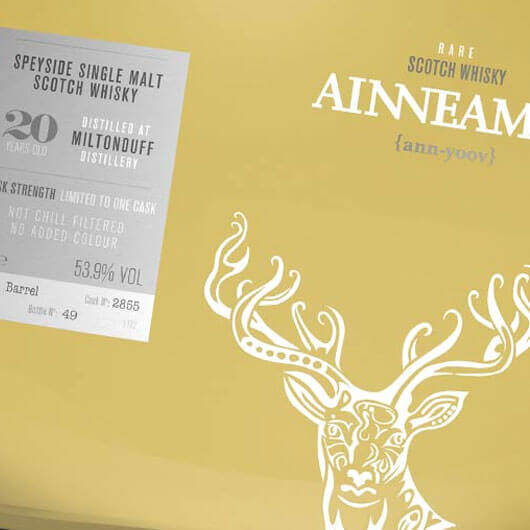 SPEYSIDE SINGLE MALT
SCOTCH WHISKY
20
YEARS OLD
DISTILLED AT
MILTONDUFF
DISTILLERY
SK STRENGTH LIMITED TO ONE CASK
NOT CHILL FILTERED
NO ADDED COLOUR
e
53.9% VOL
Barrel
Cask Nº: 2855
Bottle Nº: 49
RARE
SCOTCH WHISKY
AINNEAM
{ann-yoov}